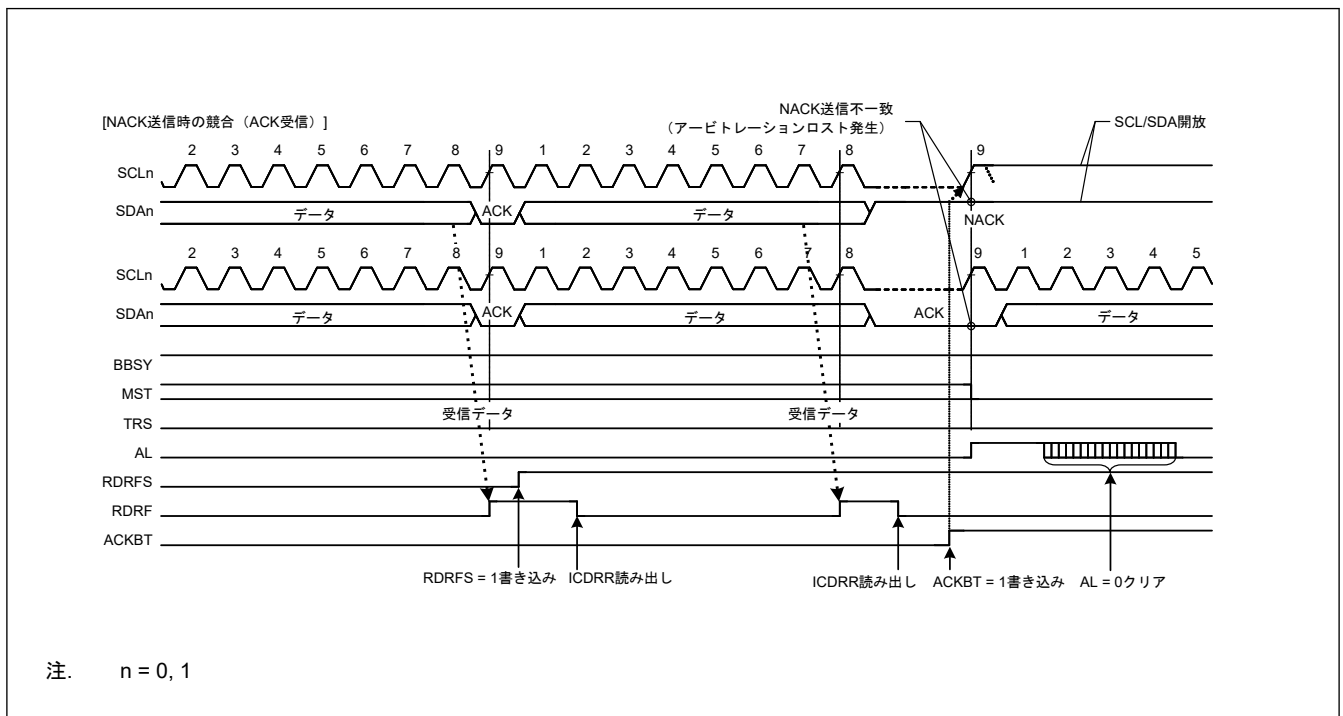 NACK送信不一致
[NACK送信時の競合（ACK受信）]
（アービトレーションロスト発生）
SCL/SDA開放
2 3 4 5 6 7 8 9 1 2 3 4 5 6 7 8 9
SCLn
SDAn データ ACK データ NACK
2 3 4 5 6 7 8 9 1 2 3 4 5 6 7 8 9 1 2 3 4 5
SCLn
SDAn データ ACK データ ACK データ
BBSY
MST
受信データ 受信データ
TRS
AL
RDRFS
RDRF
ACKBT
RDRFS = 1書き込み ICDRR読み出し ICDRR読み出し ACKBT = 1書き込み AL = 0クリア
注. n = 0, 1